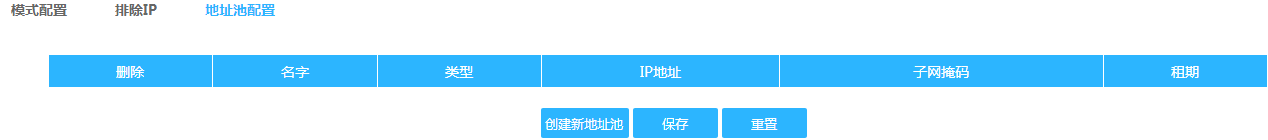 模式配置 排除IP 地址池配置
删除 名字 类型 IP地址 子网掩码 租期
创建新地址池 保存 重置